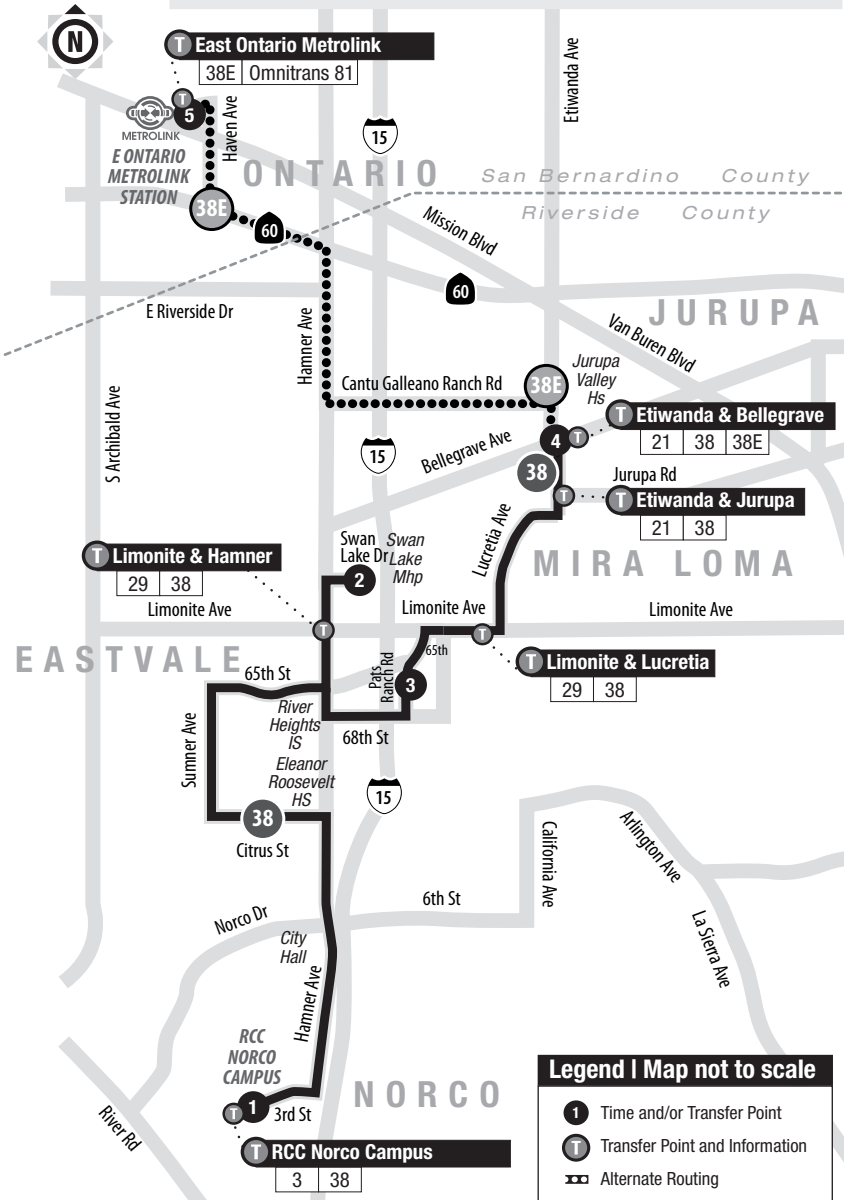 N
T East Ontario Metrolink
38E Omnitrans 81
T
5
METROLINK
E ONTARIO
METROLINK
STATION
Haven Ave
15
Etiwanda Ave
ONTARIO
San Bernardino County
Riverside County
38E
60
Mission Blvd
60
E Riverside Dr
JURUPA
Van Buren Blvd
Hamner Ave
S Archibald Ave
Cantu Galleano Ranch Rd
38E
Jurupa
Valley
Hs
T Etiwanda & Bellegrave
21 38 38E
4 T
15
Bellegrave Ave
38
Jurupa Rd
T
T Etiwanda & Jurupa
21 38
Lucretia Ave
MIRA LOMA
Swan
Lake Dr
Swan
Lake
Mhp
2
T Limonite & Hamner
29 38
Limonite Ave
Limonite Ave
Limonite Ave
T
T
EASTVALE
65th
T Limonite & Lucretia
29 38
65th St
Pats
Ranch Rd
3
River
Heights
IS
68th St
Sumner Ave
Eleanor
Roosevelt
HS
15
38
Citrus St
California Ave
Arlington Ave
6th St
Norco Dr
La Sierra Ave
City
Hall
Hamner Ave
RCC
NORCO
CAMPUS
NORCO
T 1
3rd St
River Rd
T RCC Norco Campus
3 38
Legend | Map not to scale
1 Time and/or Transfer Point
T Transfer Point and Information
Alternate Routing